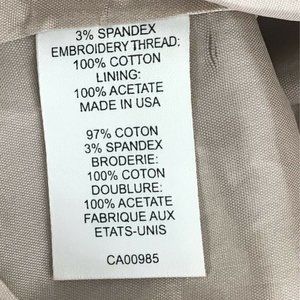 3% SPANDEX
EMBROIDERY THREAD:
100% COTTON
LINING:
100% ACETATE
MADE IN USA
97% COTON
3% SPANDEX
BRODERIE:
100% COTON
DOUBLURE:
100% ACETATE
FABRIQUE AUX
ETATS-UNIS
CA00985